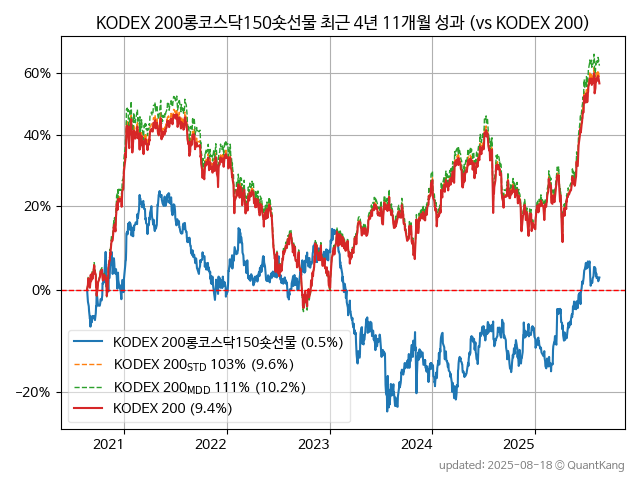 KODEX 200롱코스닥150숏선물 최근 4년 11개월 성과 (vs KODEX 200)
60%
40%
20%
0%
−20%
KODEX 200롱코스닥150숏선물 (0.5%)
KODEX 200STD 103% (9.6%)
KODEX 200MDD 111% (10.2%)
KODEX 200 (9.4%)
2021 2022 2023 2024 2025
updated: 2025-08-18 © QuantKang